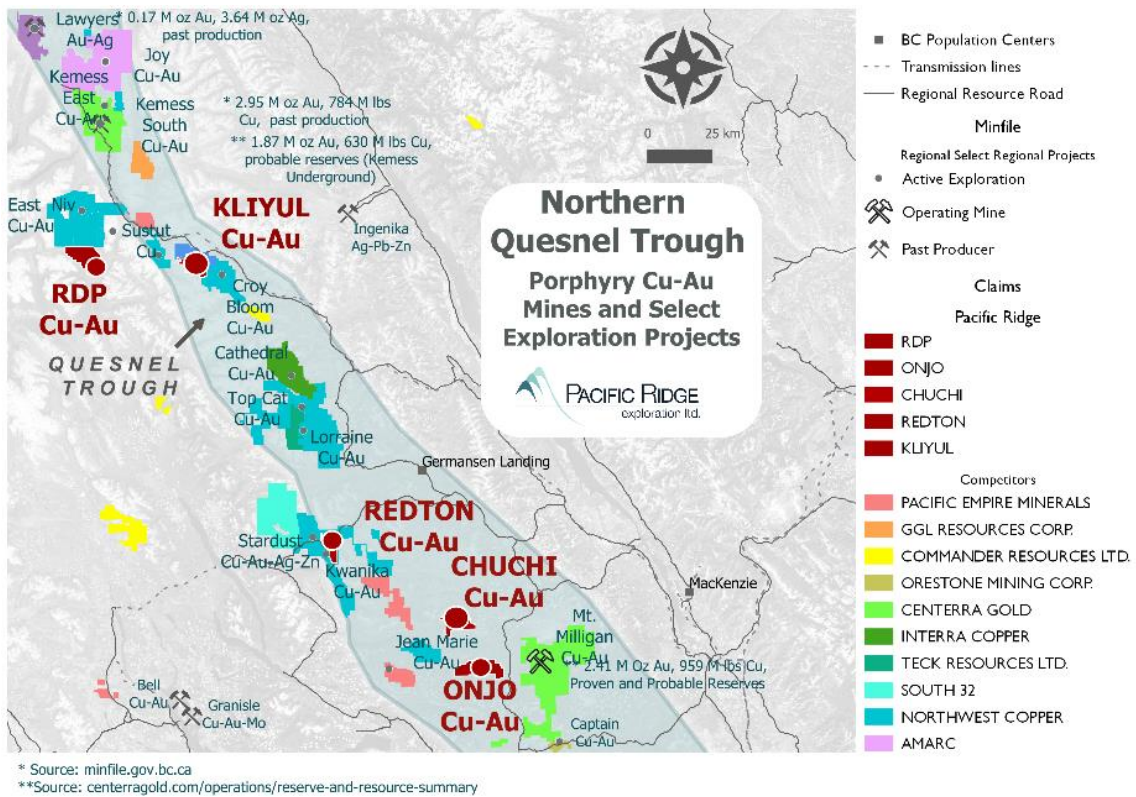 Lawyers
Au-Ag
* 0.17 M oz Au, 3.64 M oz Ag,
past production
Joy
Cu-Au
Kemess
East
Cu-Au
Kemess
South
Cu-Au
* 2.95 M oz Au, 784 M lbs
Cu, past production
** 1.87 M oz Au, 630 M lbs Cu,
probable reserves (Kemess
Underground)
East Niv
Cu-Au
Sustut
Cu
KLIYUL
Cu-Au
Ingenika
Ag-Pb-Zn
RDP
Cu-Au
Croy
Bloom
Cu-Au
QUESNEL
TROUGH
Cathedral
Cu-Au
Top Cat
Cu-Au
Lorraine
Cu-Au
Germansen Landing
REDTON
Cu-Au
Stardust
Cu-Au-Ag-Zn
Kwanika
Cu-Au
CHUCHI
Cu-Au
MacKenzie
Mt.
Milligan
Cu-Au
** 2.41 M Oz Au, 959 M lbs Cu,
Proven and Probable Reserves
Jean Marie
Cu-Au
ONJO
Cu-Au
Bell
Cu-Au
Granisle
Cu-Au-Mo
Captain
Cu-Au
0 25 km
Northern
Quesnel Trough
Porphyry Cu-Au
Mines and Select
Exploration Projects
PACIFIC RIDGE
exploration ltd.
BC Population Centers
Transmission lines
Regional Resource Road
Minfile
Regional Select Regional Projects
Active Exploration
Operating Mine
Past Producer
Claims
Pacific Ridge
RDP
ONJO
CHUCHI
REDTON
KLIYUL
Competitors
PACIFIC EMPIRE MINERALS
GGL RESOURCES CORP.
COMMANDER RESOURCES LTD.
ORESTONE MINING CORP.
CENTERRA GOLD
INTERRA COPPER
TECK RESOURCES LTD.
SOUTH 32
NORTHWEST COPPER
AMARC
* Source: minfile.gov.bc.ca
**Source: centerragold.com/operations/reserve-and-resource-summary